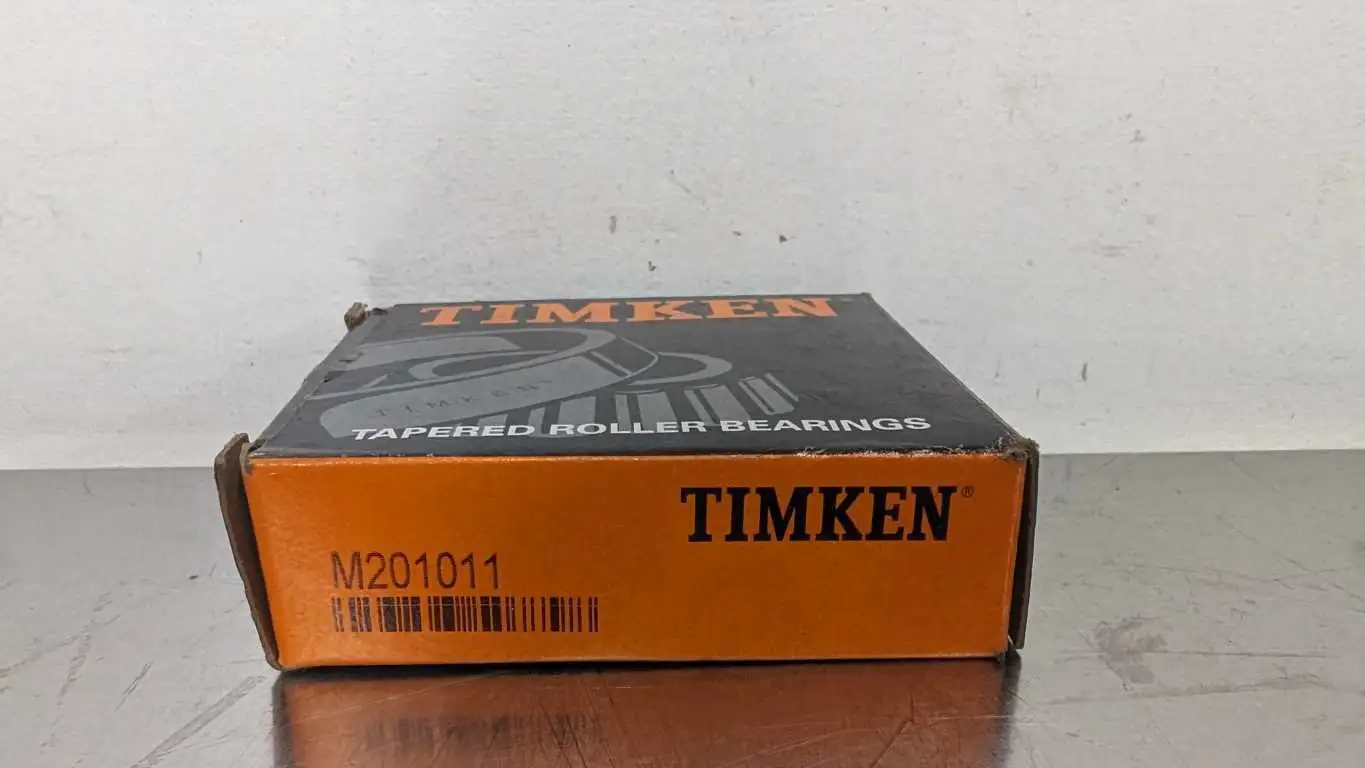 TIMKEN
TIMKEN
TAPERED ROLLER BEARINGS
TIMKEN®
M201011